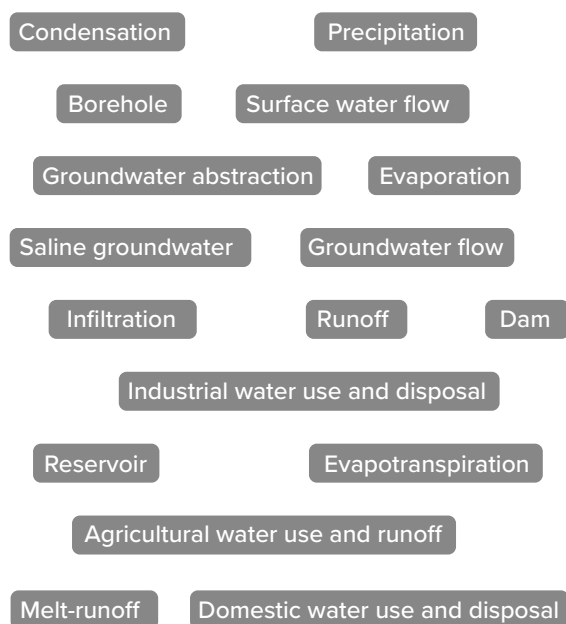 Condensation Precipitation
Borehole Surface water flow
Groundwater abstraction Evaporation
Saline groundwater Groundwater flow
Infiltration Runoff Dam
Industrial water use and disposal
Reservoir Evapotranspiration
Agricultural water use and runoff
Melt-runoff Domestic water use and disposal